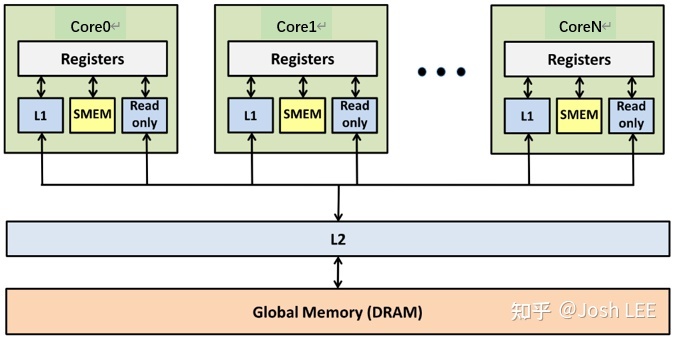 Core0↵
Core1↵
CoreN↵
Registers
Registers
Registers
L1
SMEM
Read
only
L1
SMEM
Read
only
L1
SMEM
Read
only
L2
Global Memory (DRAM)
知乎 @Josh LEE